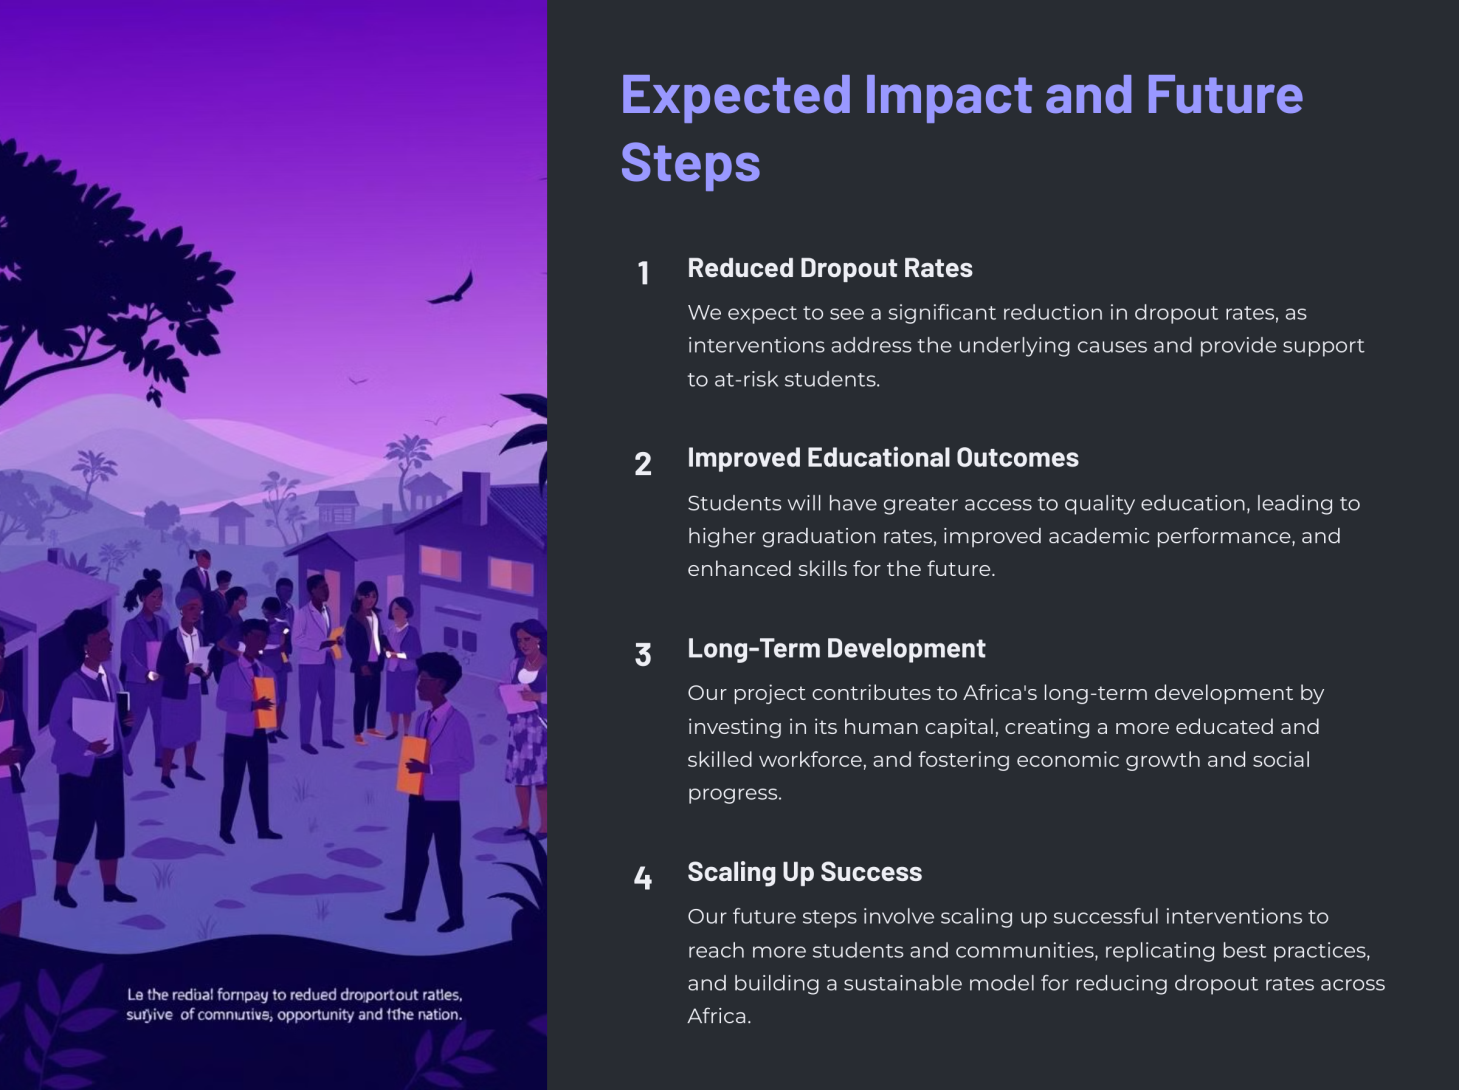 Expected Impact and Future
Steps
1
Reduced Dropout Rates
We expect to see a significant reduction in dropout rates, as
interventions address the underlying causes and provide support
to at-risk students.
2
Improved Educational Outcomes
Students will have greater access to quality education, leading to
higher graduation rates, improved academic performance, and
enhanced skills for the future.
3
Long-Term Development
Our project contributes to Africa's long-term development by
investing in its human capital, creating a more educated and
skilled workforce, and fostering economic growth and social
progress.
4
Scaling Up Success
Our future steps involve scaling up successful interventions to
reach more students and communities, replicating best practices,
and building a sustainable model for reducing dropout rates across
Africa.
the to redued
of opportunity and the nation.